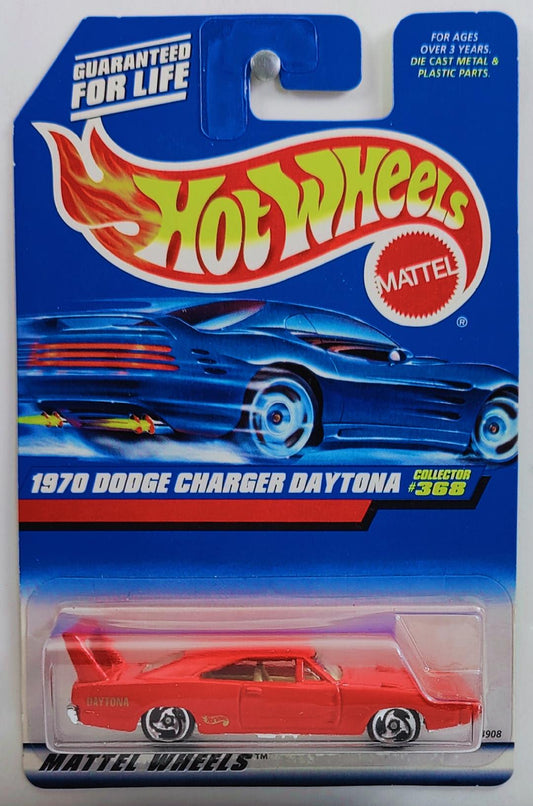 GUARANTEED
FOR LIFE
FOR AGES
OVER 3 YEARS.
DIE CAST METAL &
PLASTIC PARTS.
HOT WHEELS
MATTEL
®
1970 DODGE CHARGER DAYTONA
COLLECTOR
#368
DAYTONA
4908
MATTEL WHEELS™